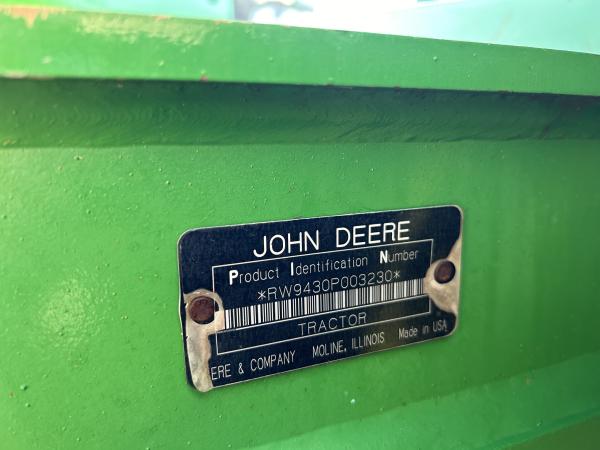 JOHN DEERE
Product Identification Number
*RW9430P003230*
TRACTOR
ERE & COMPANY MOLINE, ILLINOIS Made in USA